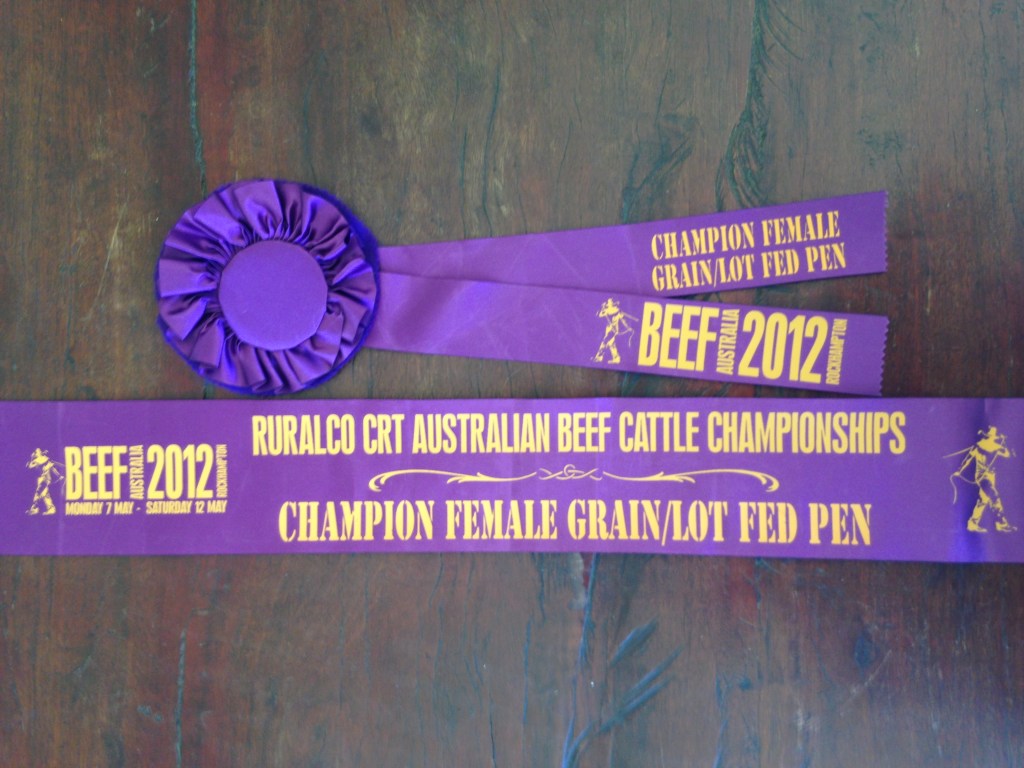 CHAMPION FEMALE
GRAIN/LOT FED PEN
BEEF AUSTRALIA 2012 ROCKHAMPTON
RURALCO CRT AUSTRALIAN BEEF CATTLE CHAMPIONSHIPS
BEEF AUSTRALIA 2012 ROCKHAMPTON
MONDAY 7 MAY - SATURDAY 12 MAY
CHAMPION FEMALE GRAIN/LOT FED PEN